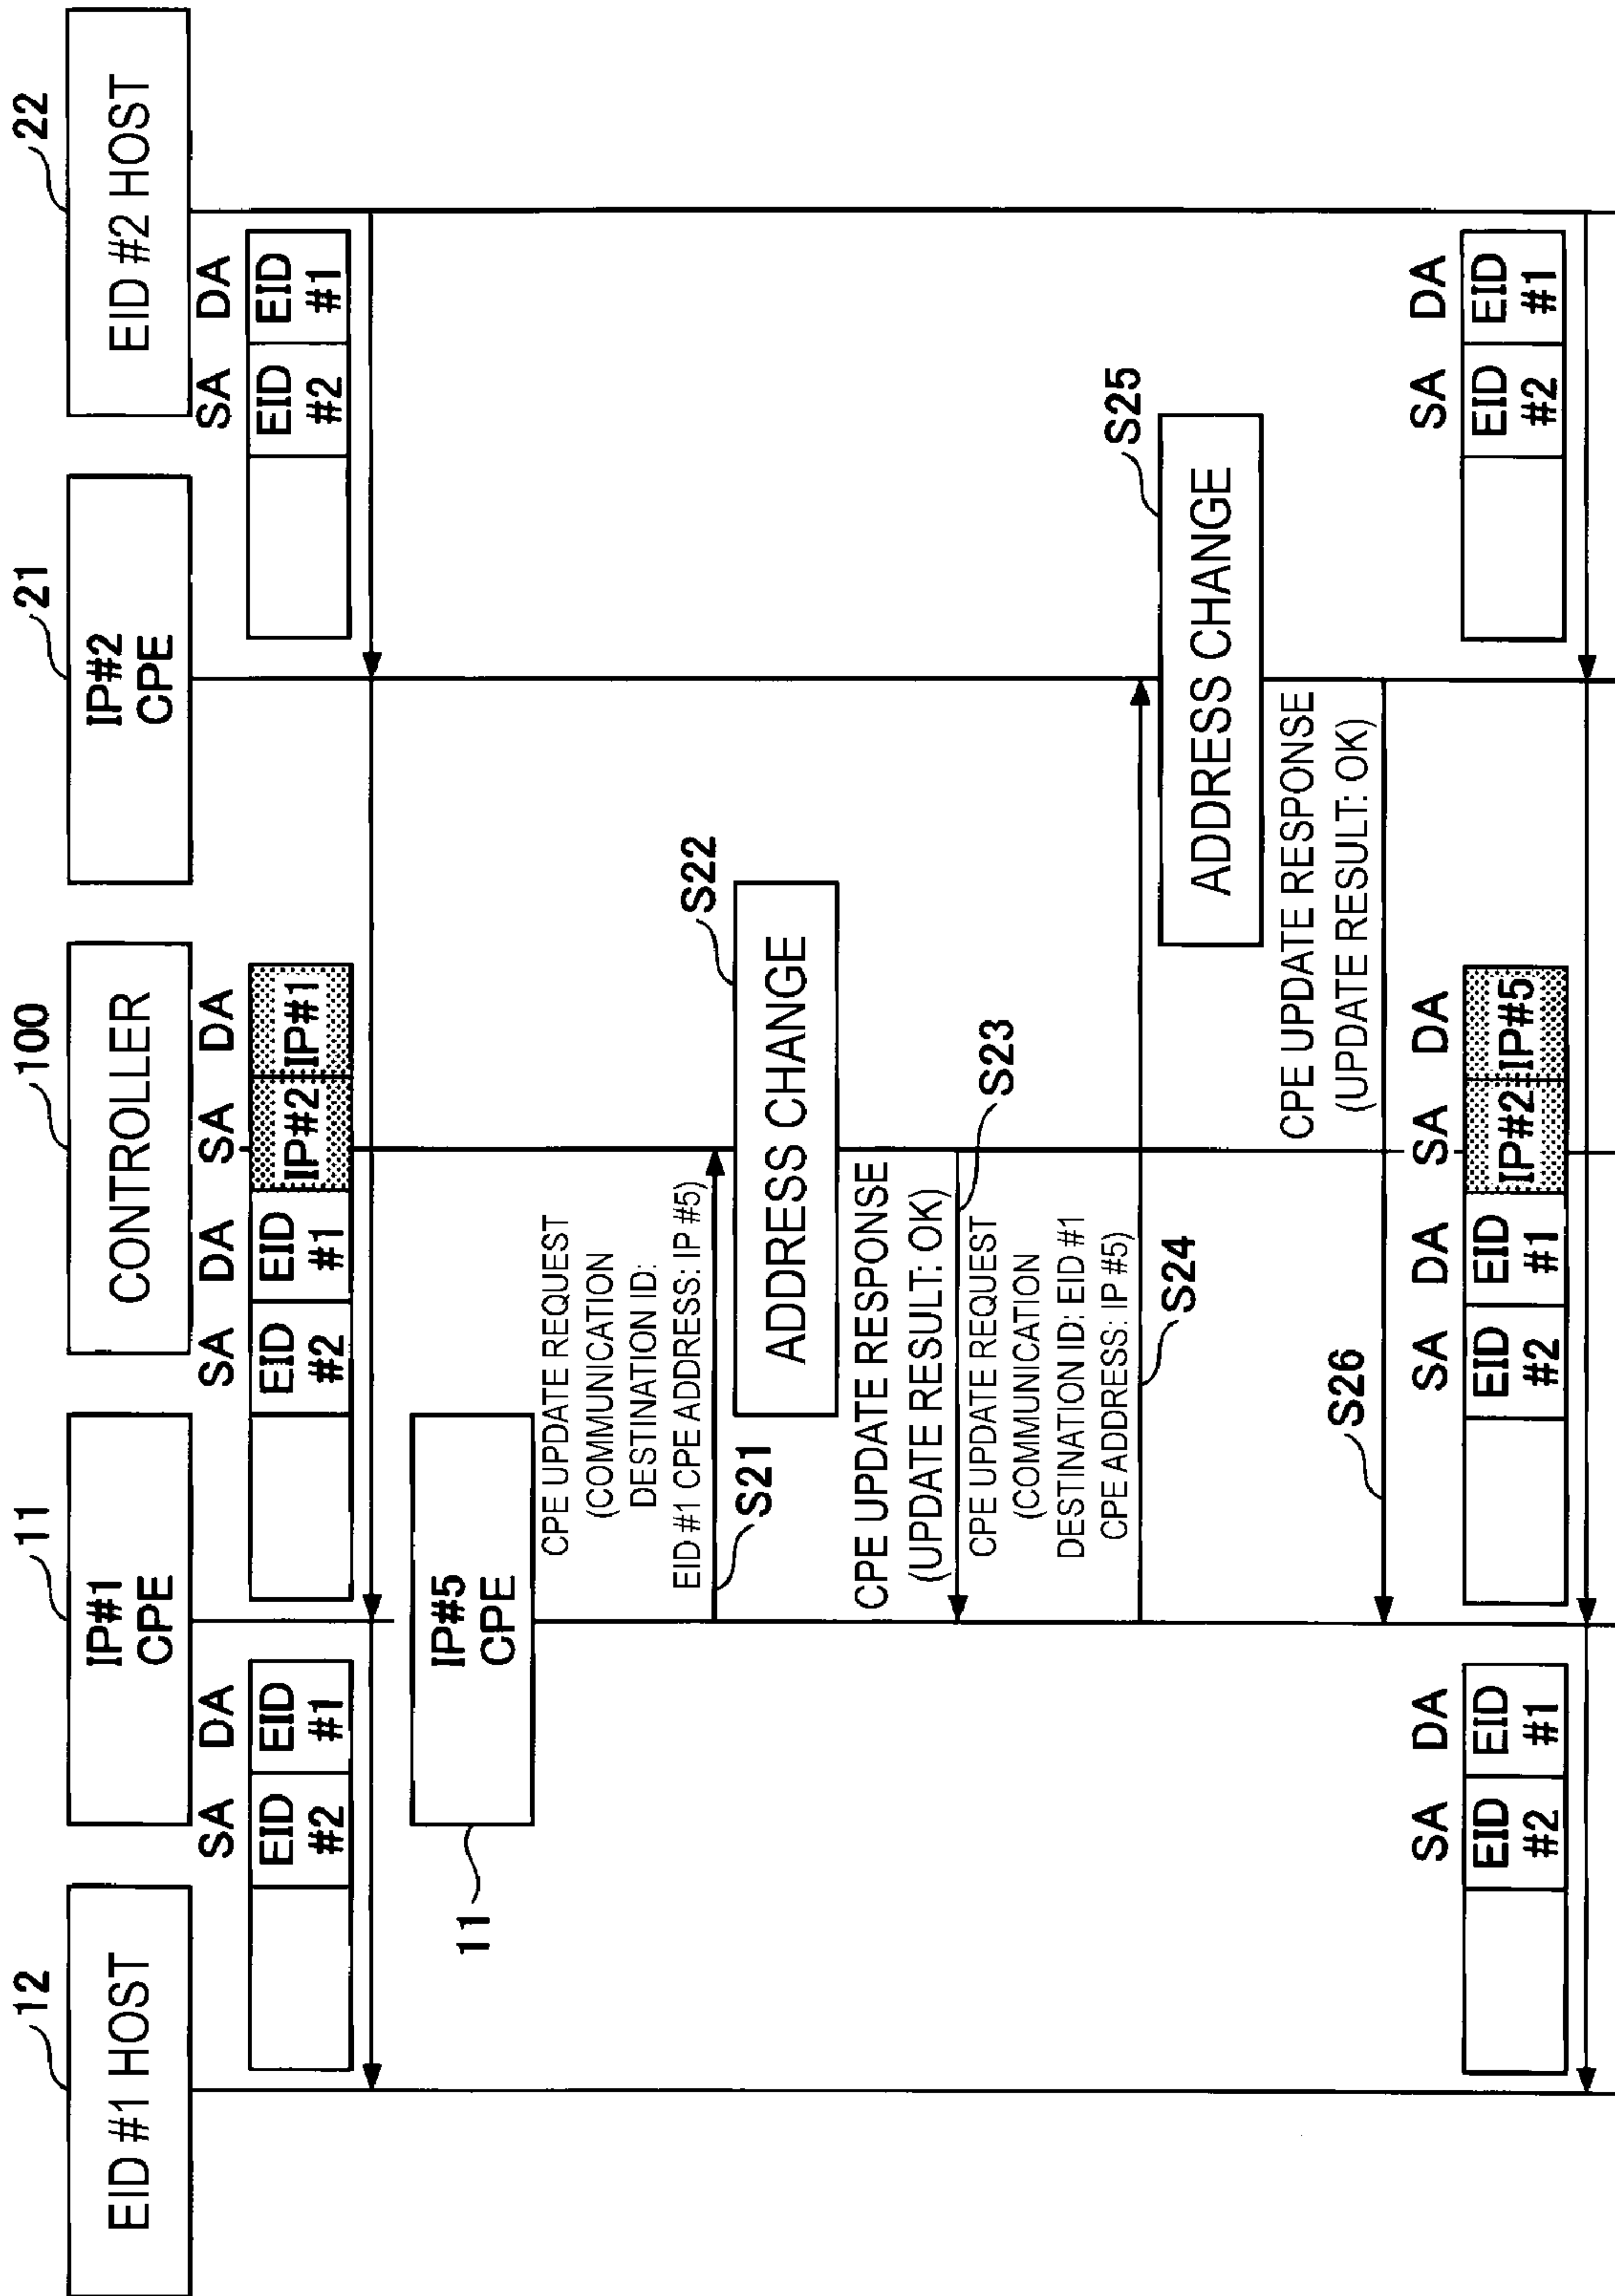 12
11
100
21
22
EID #1 HOST
IP#1
CPE
CONTROLLER
IP#2
CPE
EID #2 HOST
SA DA
SA DA SA DA
SA DA
EID
#2
EID
#1
EID
#2
EID
#1
IP#2
IP#1
EID
#2
EID
#1
IP#5
CPE
11
CPE UPDATE REQUEST
(COMMUNICATION
DESTINATION ID:
EID #1 CPE ADDRESS: IP #5)
S21
S22
ADDRESS CHANGE
CPE UPDATE RESPONSE
(UPDATE RESULT: OK)
S23
CPE UPDATE REQUEST
(COMMUNICATION
DESTINATION ID: EID #1
CPE ADDRESS: IP #5)
S24
S25
ADDRESS CHANGE
CPE UPDATE RESPONSE
(UPDATE RESULT: OK)
S26
SA DA
SA DA SA DA
SA DA
EID
#2
EID
#1
EID
#2
EID
#1
IP#2
IP#5
EID
#2
EID
#1